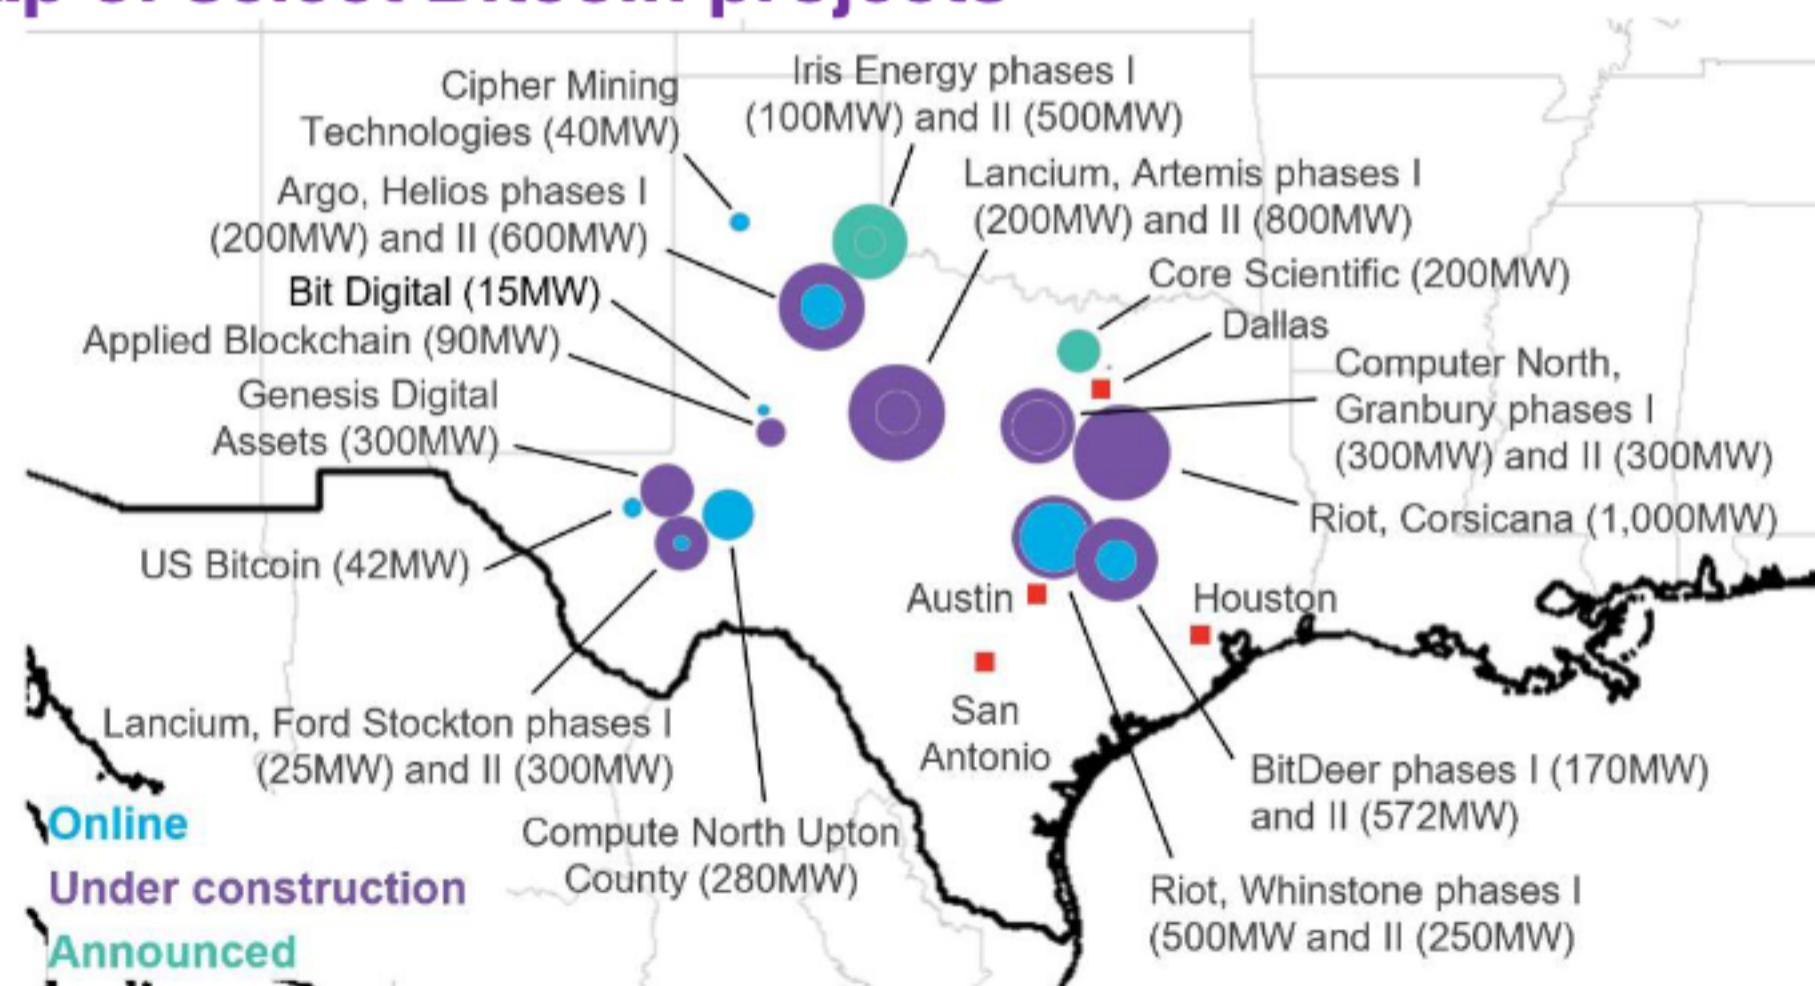 of select Bitcoin projects
Cipher Mining
Technologies (40MW)
Iris Energy phases I
(100MW) and II (500MW)
Argo, Helios phases I
(200MW) and II (600MW)
Lancium, Artemis phases I
(200MW) and II (800MW)
Bit Digital (15MW)
Core Scientific (200MW)
Applied Blockchain (90MW)
Dallas
Genesis Digital
Assets (300MW)
Computer North,
Granbury phases I
(300MW) and II (300MW)
Riot, Corsicana (1,000MW)
US Bitcoin (42MW)
Austin
Houston
San
Antonio
Lancium, Ford Stockton phases I
(25MW) and II (300MW)
BitDeer phases I (170MW)
and II (572MW)
Compute North Upton
County (280MW)
Riot, Whinstone phases I
(500MW and II (250MW)
Online
Under construction
Announced